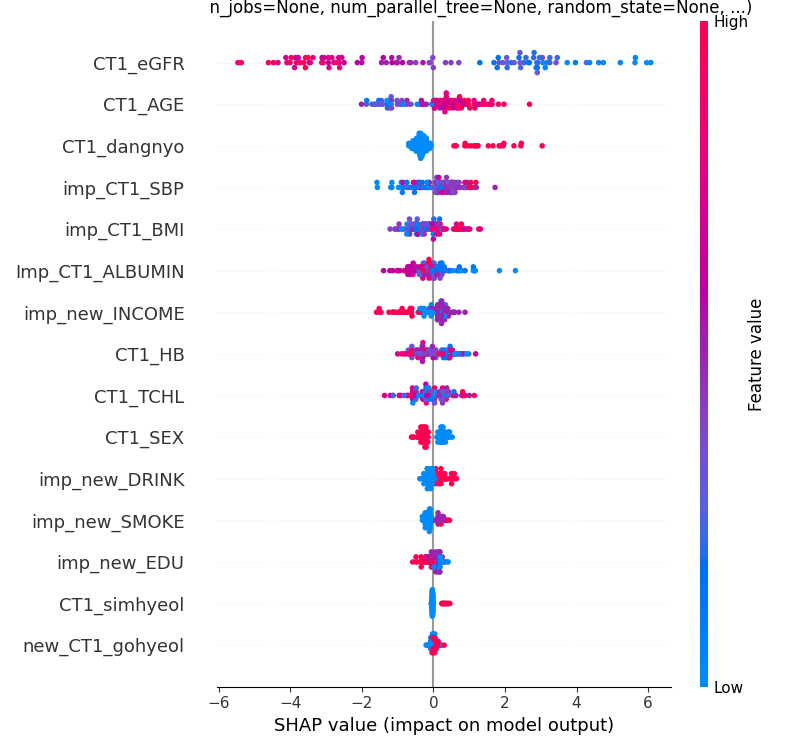 n_jobs=None, num_parallel_tree=None, random_state=None, ...)
High
CT1_eGFR
CT1_AGE
CT1_dangnyo
imp_CT1_SBP
imp_CT1_BMI
Imp_CT1_ALBUMIN
imp_new_INCOME
CT1_HB
CT1_TCHL
CT1_SEX
imp_new_DRINK
imp_new_SMOKE
imp_new_EDU
CT1_simhyeol
new_CT1_gohyeol
Feature value
Low
−6 −4 −2 0 2 4 6
SHAP value (impact on model output)